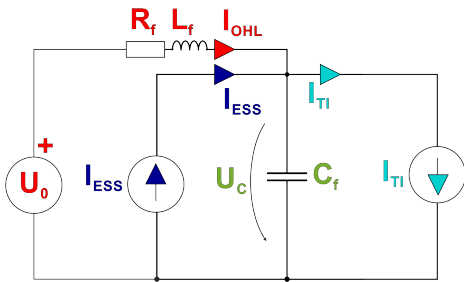 R_f L_f I_OHL
I_ESS I_TI
+
U_0 I_ESS U_C C_f I_TI